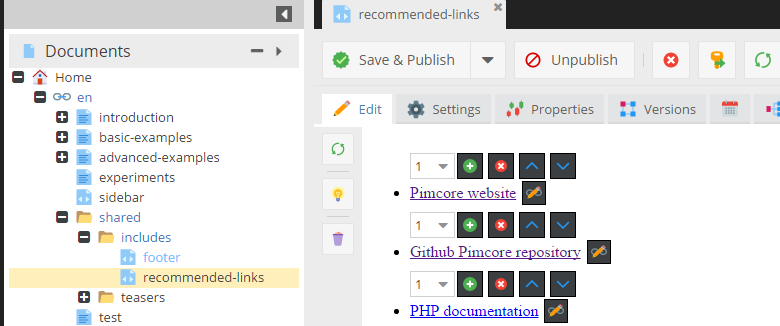 recommended-links
Documents
Save & Publish
Unpublish
Home
en
introduction
basic-examples
advanced-examples
experiments
sidebar
shared
includes
footer
recommended-links
teasers
test
Edit
Settings
Properties
Versions
1
Pimcore website
1
Github Pimcore repository
1
PHP documentation